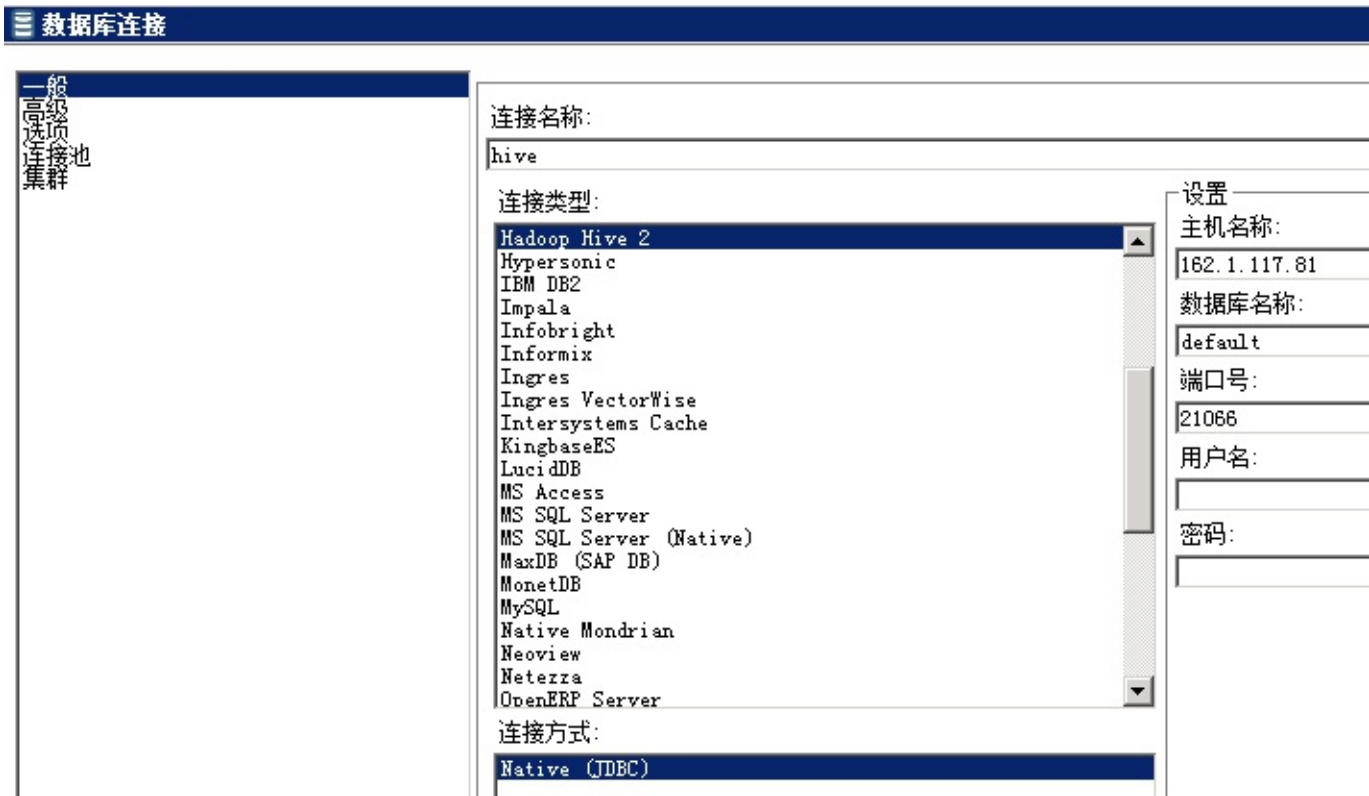 数据库连接
一般
高级
选项
连接池
集群
连接名称:
hive
连接类型:
Hadoop Hive 2
Hypersonic
IBM DB2
Impala
Infobright
Informix
Ingres
Ingres VectorWise
Intersystems Cache
KingbaseES
LucidDB
MS Access
MS SQL Server
MS SQL Server (Native)
MaxDB (SAP DB)
MonetDB
MySQL
Native Mondrian
Neoview
Netezza
OpenERP Server
连接方式:
Native (JDBC)
设置
主机名称:
162.1.117.81
数据库名称:
default
端口号:
21066
用户名:
密码: